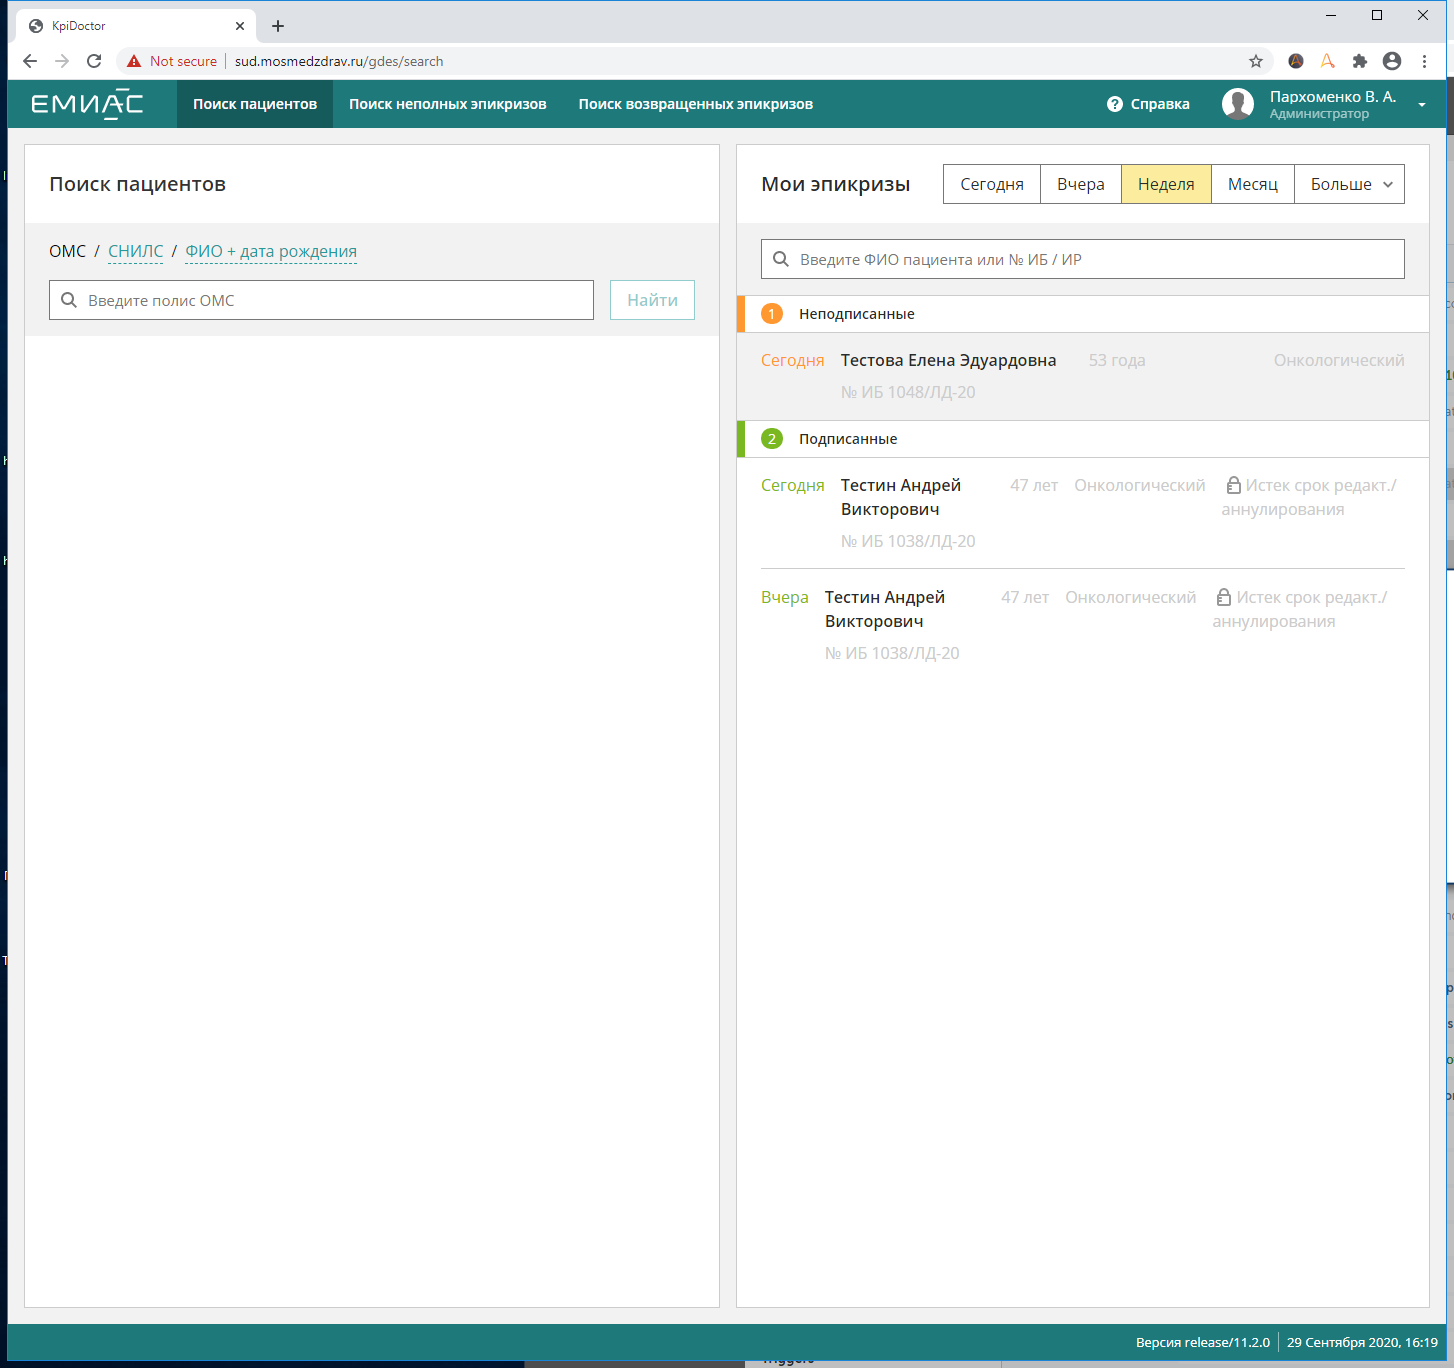 KpiDoctor
Not secure
sud.mosmedzdrav.ru/gdes/search
ЕМИАС
Поиск пациентов
Поиск неполных эпикризов
Поиск возвращенных эпикризов
Справка
Пархоменко В. А.
Администратор
Поиск пациентов
ОМС / СНИЛС / ФИО + дата рождения
Введите полис ОМС
Найти
Мои эпикризы
Сегодня
Вчера
Неделя
Месяц
Больше
Введите ФИО пациента или № ИБ / ИР
1 Неподписанные
Сегодня Тестова Елена Эдуардовна 53 года Онкологический
№ ИБ 1048/ЛД-20
2 Подписанные
Сегодня Тестин Андрей 47 лет Онкологический Истек срок редакт./
Викторович аннулирования
№ ИБ 1038/ЛД-20
Вчера Тестин Андрей 47 лет Онкологический Истек срок редакт./
Викторович аннулирования
№ ИБ 1038/ЛД-20
Версия release/11.2.0
29 Сентября 2020, 16:19